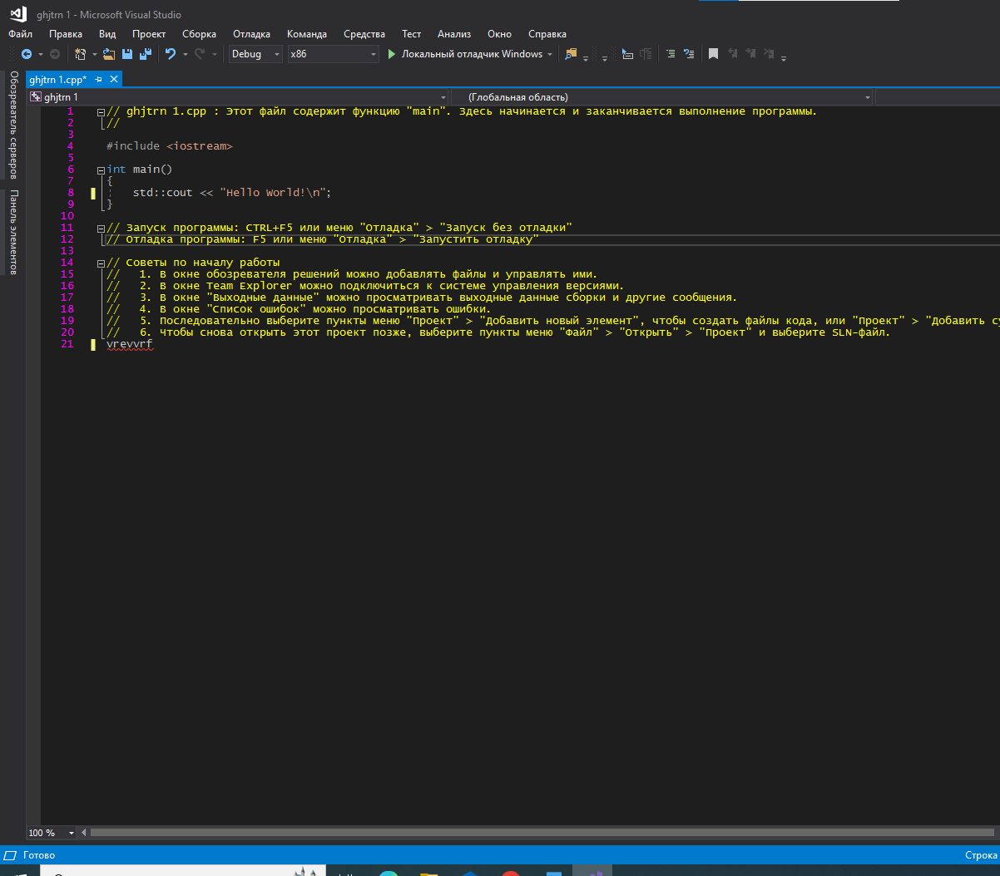 ghjtrn 1 - Microsoft Visual Studio
Файл Правка Вид Проект Сборка Отладка Команда Средства Тест Анализ Окно Справка
Debug x86 Локальный отладчик Windows
ghjtrn 1.cpp*
ghjtrn 1 (Глобальная область)
Обозреватель серверов
Панель элементов
1 // ghjtrn 1.cpp : Этот файл содержит функцию "main". Здесь начинается и заканчивается выполнение программы.
2 //
3
4 #include <iostream>
5
6 int main()
7 {
8 std::cout << "Hello World!\n";
9 }
10
11 // Запуск программы: CTRL+F5 или меню "Отладка" > "Запуск без отладки"
12 // Отладка программы: F5 или меню "Отладка" > "Запустить отладку"
13
14 // Советы по началу работы
15 // 1. В окне обозревателя решений можно добавлять файлы и управлять ими.
16 // 2. В окне Team Explorer можно подключиться к системе управления версиями.
17 // 3. В окне "Выходные данные" можно просматривать выходные данные сборки и другие сообщения.
18 // 4. В окне "Список ошибок" можно просматривать ошибки.
19 // 5. Последовательно выберите пункты меню "Проект" > "Добавить новый элемент", чтобы создать файлы кода, или "Проект" > "Добавить су
20 // 6. Чтобы снова открыть этот проект позже, выберите пункты меню "Файл" > "Открыть" > "Проект" и выберите SLN-файл.
21 vrevvrf
100 %
Готово Строка